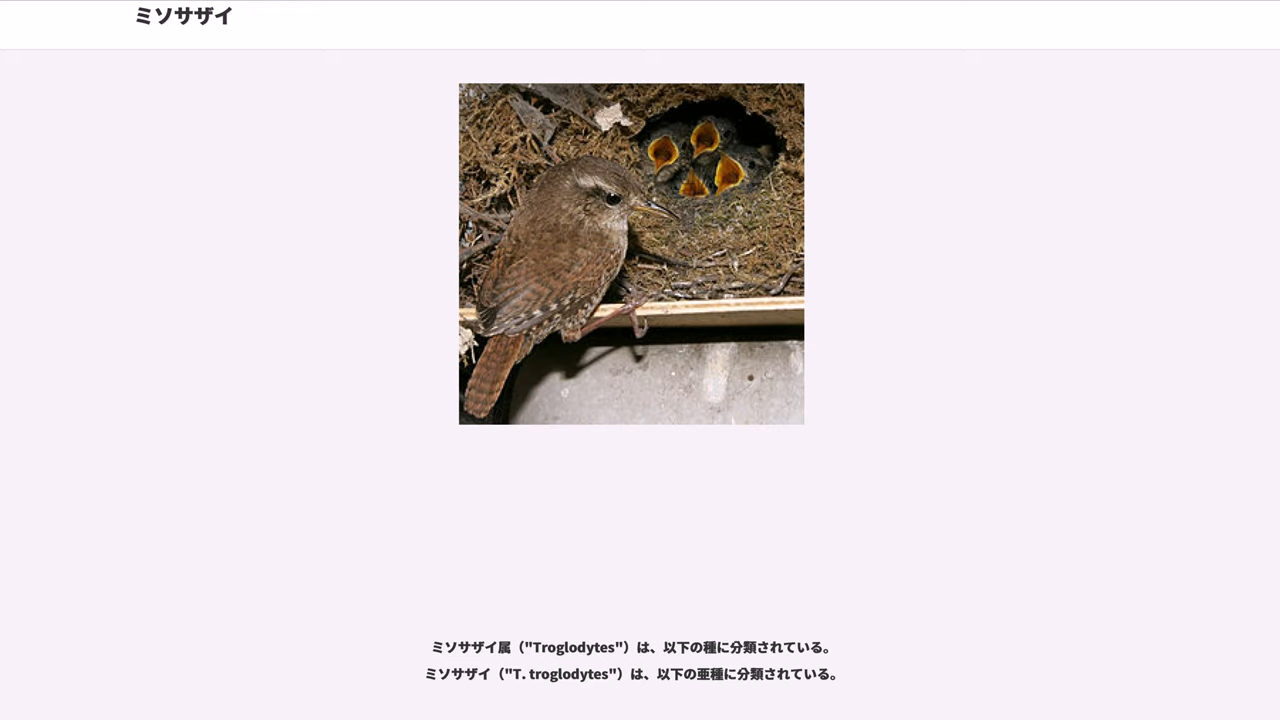 ミソサザイ
ミソサザイ属（"Troglodytes"）は、以下の種に分類されている。
ミソサザイ（"T. troglodytes"）は、以下の亜種に分類されている。